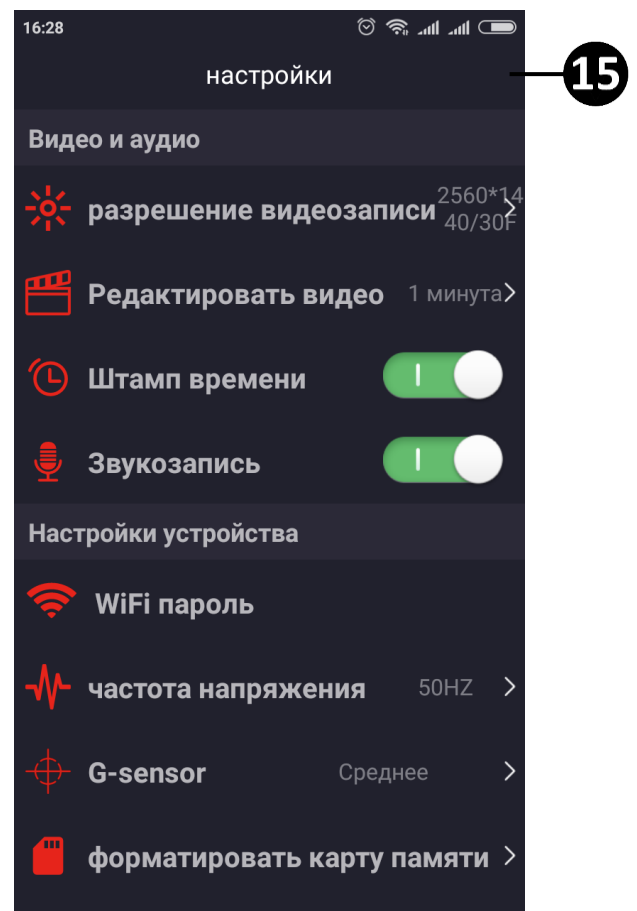 16:28
настройки
15
Видео и аудио
разрешение видеозаписи 2560*14
40/30F
Редактировать видео 1 минута
Штамп времени
Звукозапись
Настройки устройства
WiFi пароль
частота напряжения 50HZ
G-sensor Среднее
форматировать карту памяти